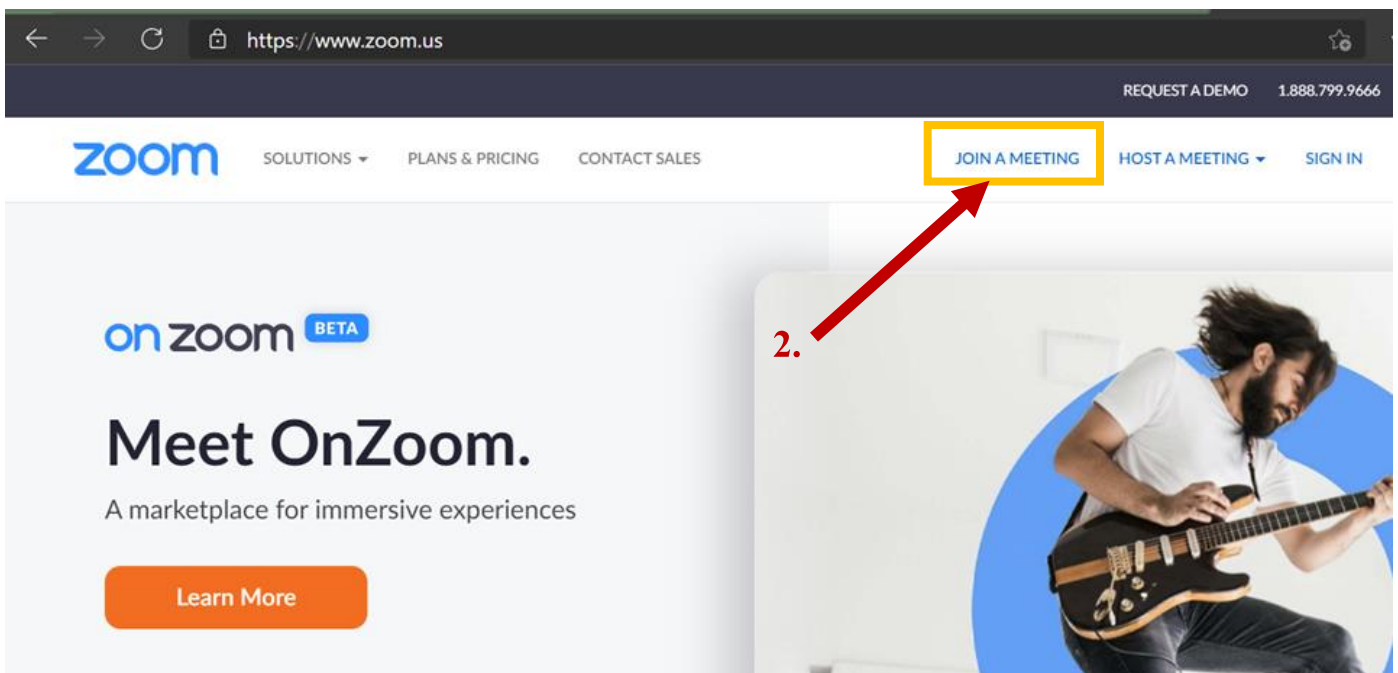 https://www.zoom.us
REQUEST A DEMO 1.888.799.9666
zoom SOLUTIONS PLANS & PRICING CONTACT SALES JOIN A MEETING HOST A MEETING SIGN IN
on zoom BETA
2.
Meet OnZoom.
A marketplace for immersive experiences
Learn More